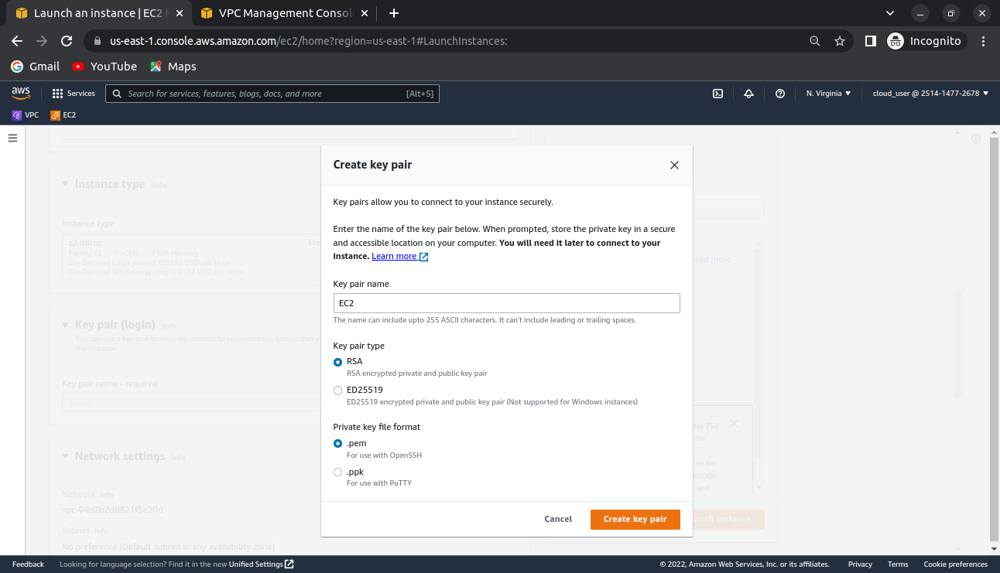 Launch an instance | EC2 M
VPC Management Console
us-east-1.console.aws.amazon.com/ec2/home?region=us-east-1#LaunchInstances:
Incognito
Gmail
YouTube
Maps
aws
Services
Search for services, features, blogs, docs, and more
[Alt+S]
N. Virginia
cloud_user @ 2514-1477-2678
VPC
EC2
Create key pair
Key pairs allow you to connect to your instance securely.
Enter the name of the key pair below. When prompted, store the private key in a secure
and accessible location on your computer. You will need it later to connect to your
instance. Learn more
Key pair name
EC2
The name can include upto 255 ASCII characters. It can't include leading or trailing spaces.
Key pair type
RSA
RSA encrypted private and public key pair
ED25519
ED25519 encrypted private and public key pair (Not supported for Windows instances)
Private key file format
.pem
For use with OpenSSH
.ppk
For use with PuTTY
Cancel
Create key pair
Instance type Info
Instance type
t2.micro
Fre
Family: t2 1 vCPU 1 GiB Memory
On-Demand Linux pricing: 0.0116 USD per Hour
On-Demand Windows pricing: 0.0162 USD per Hour
Key pair (login) Info
You can use a key pair to securely connect to your instance. Ensure that yo
the instance.
Key pair name - required
Select
Network settings Info
Network Info
vpc-04d2b2d8821f5e20d
Subnet Info
No preference (Default subnet in any availability zone)
ead more
des 750
the
ree tier
torage,
, and
unch instance
Feedback
Looking for language selection? Find it in the new Unified Settings
© 2022, Amazon Web Services, Inc. or its affiliates.
Privacy
Terms
Cookie preferences